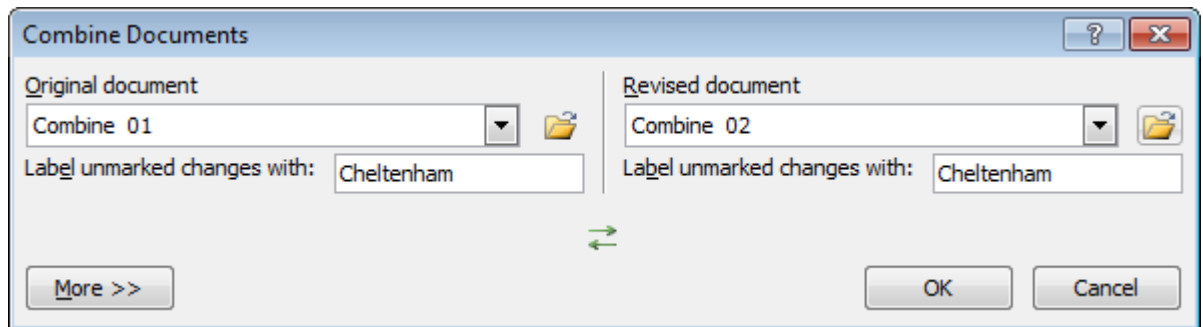 Combine Documents
Original document
Combine 01
Label unmarked changes with: Cheltenham
Revised document
Combine 02
Label unmarked changes with: Cheltenham
More >>
OK
Cancel